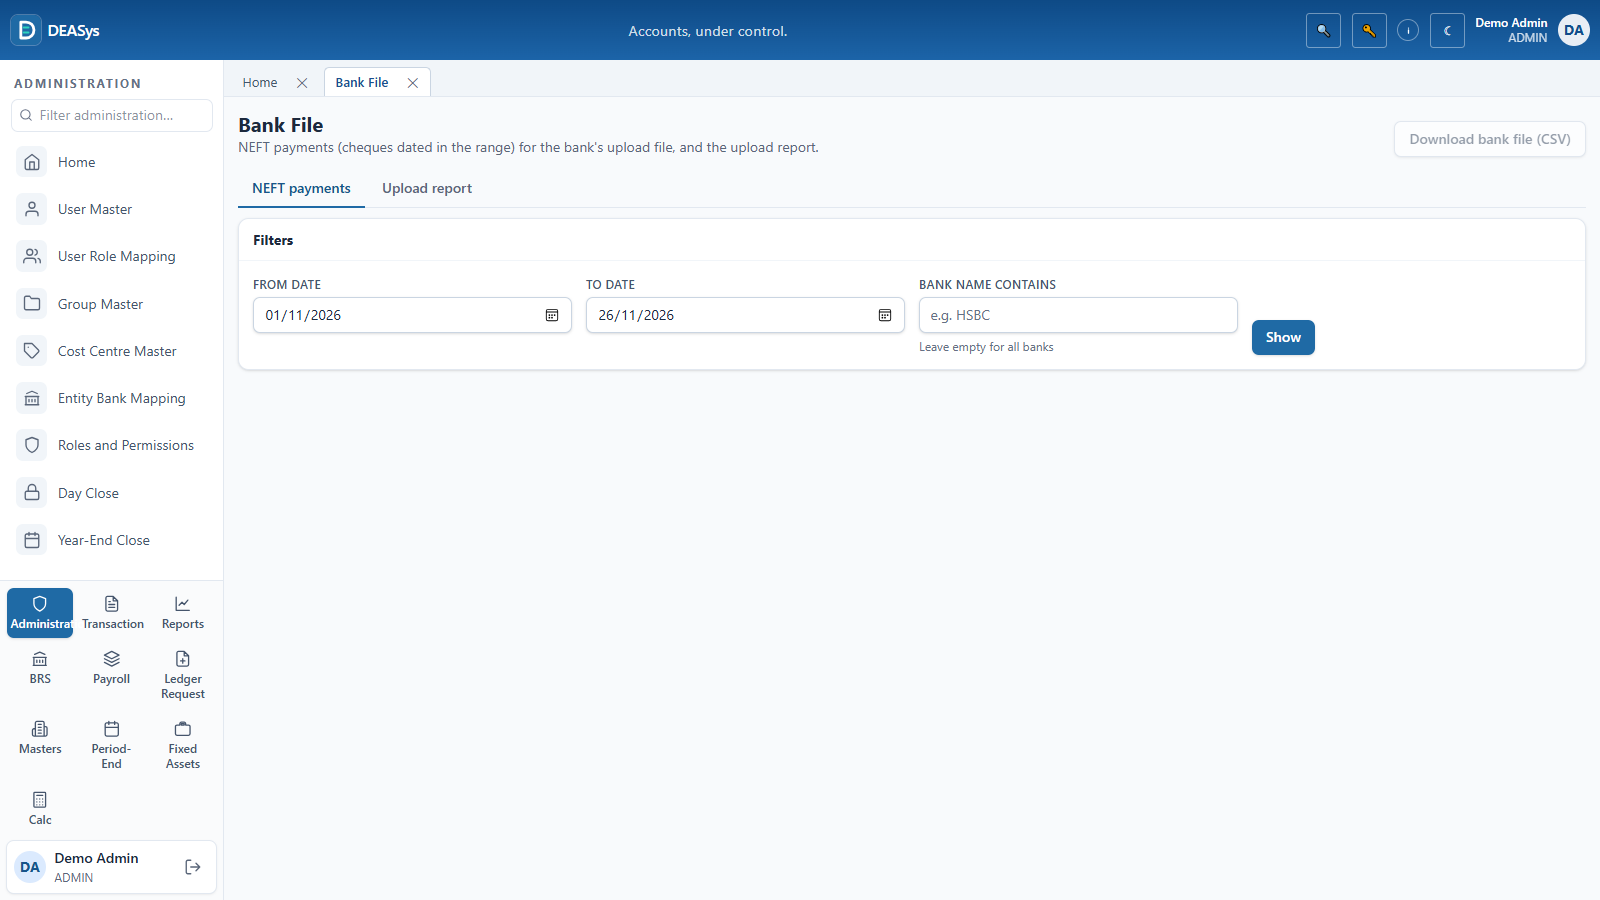 DEASys
Accounts, under control.
Demo Admin
ADMIN
DA
ADMINISTRATION
Filter administration...
Home
User Master
User Role Mapping
Group Master
Cost Centre Master
Entity Bank Mapping
Roles and Permissions
Day Close
Year-End Close
Administrat
Transaction
Reports
BRS
Payroll
Ledger Request
Masters
Period-End
Fixed Assets
Calc
DA
Demo Admin
ADMIN
Home
Bank File
Bank File
NEFT payments (cheques dated in the range) for the bank's upload file, and the upload report.
Download bank file (CSV)
NEFT payments
Upload report
Filters
FROM DATE
TO DATE
BANK NAME CONTAINS
01/11/2026
26/11/2026
e.g. HSBC
Leave empty for all banks
Show